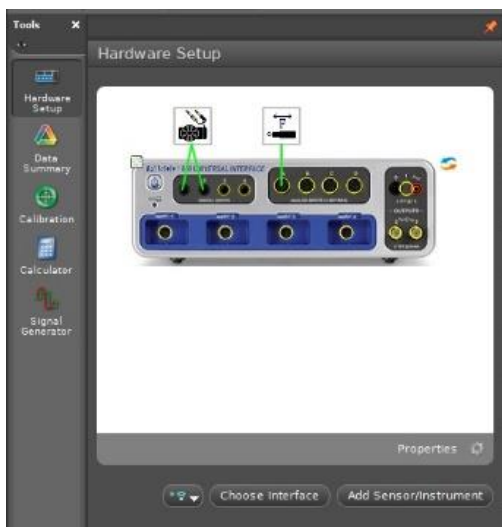 Tools
Hardware Setup
Hardware
Setup
Data
Summary
Calibration
Calculator
Signal
Generator
F
UNIVERSAL INTERFACE
Properties
Choose Interface
Add Sensor/Instrument